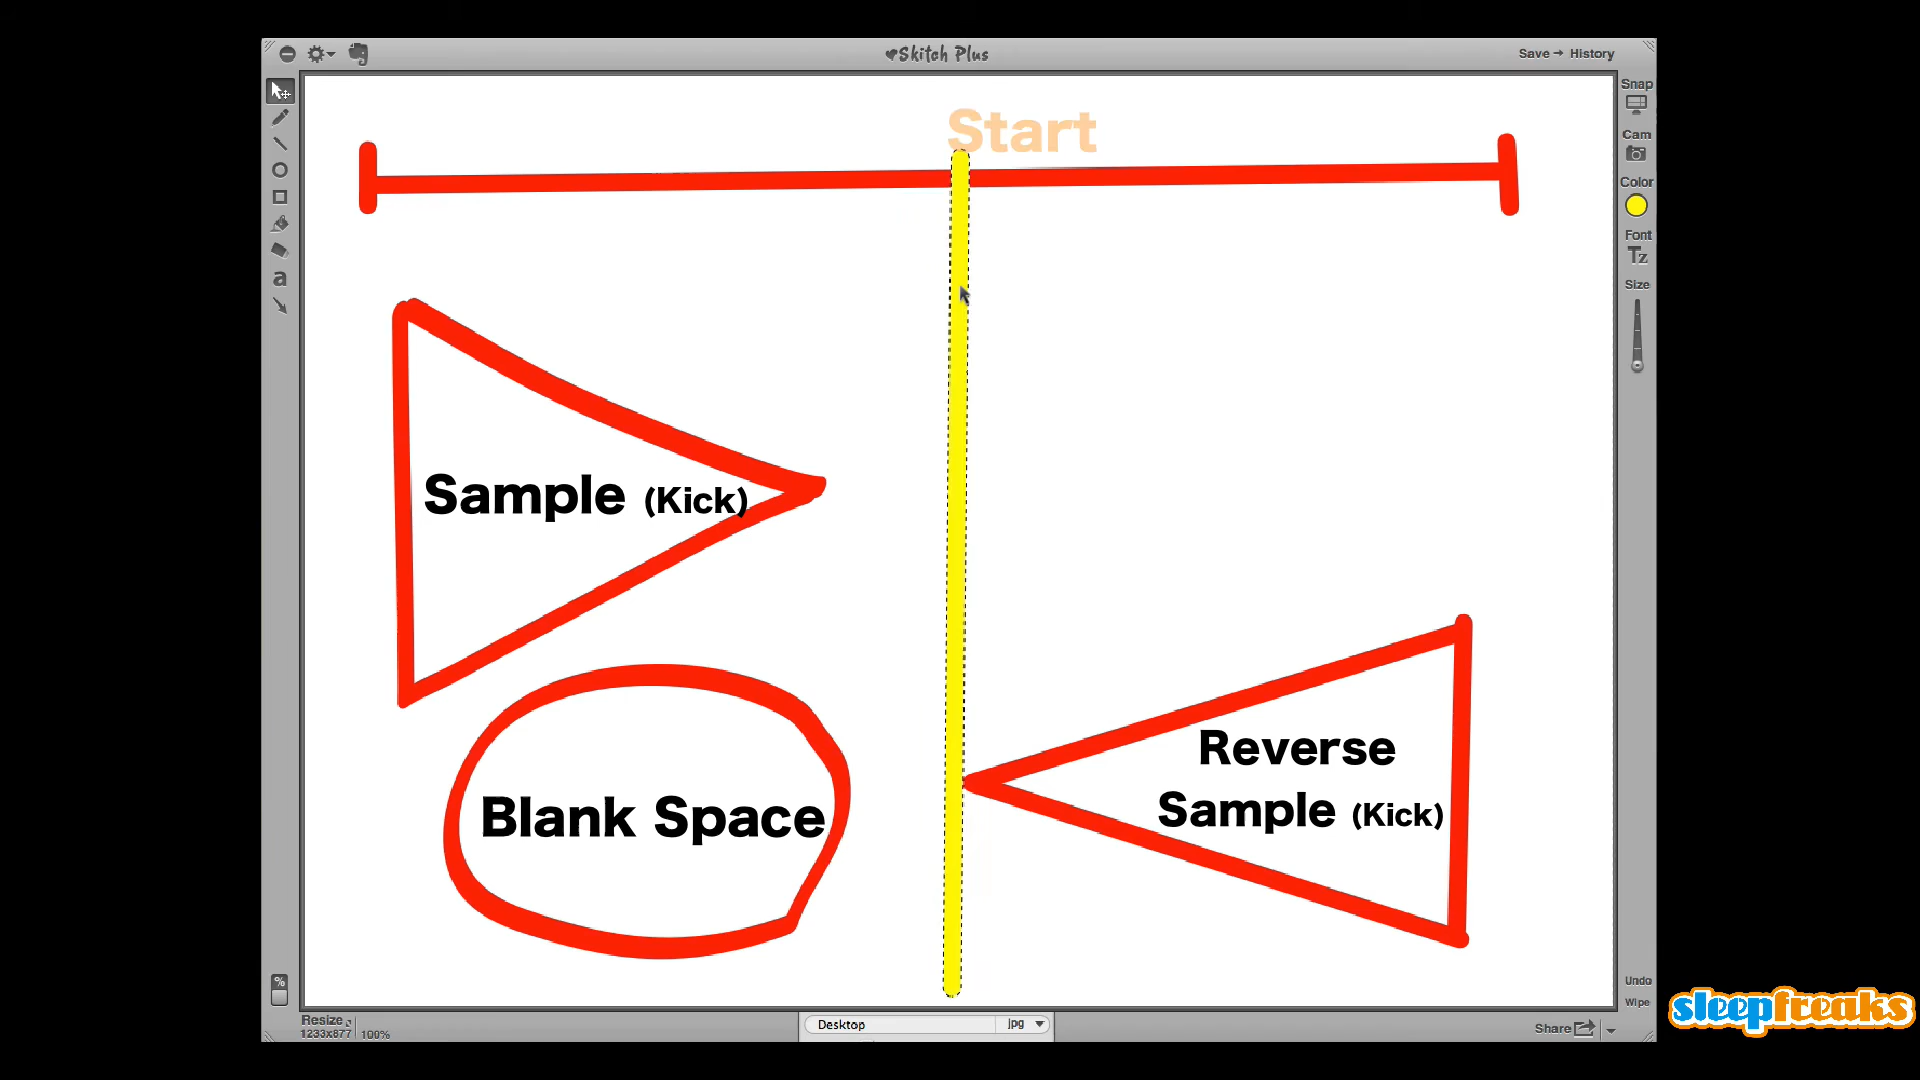 Skitch Plus
Save → History
Snap
Cam
Color
Font
Tz
Size
Start
Sample (Kick)
Blank Space
Reverse
Sample (Kick)
a
%
Undo
Wipe
Resize
1233x877
100%
Desktop
jpg
Share
sleepfreaks